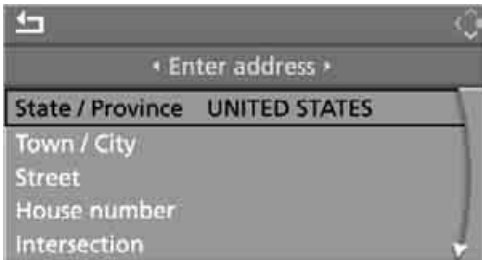 Enter address
State / Province UNITED STATES
Town / City
Street
House number
Intersection